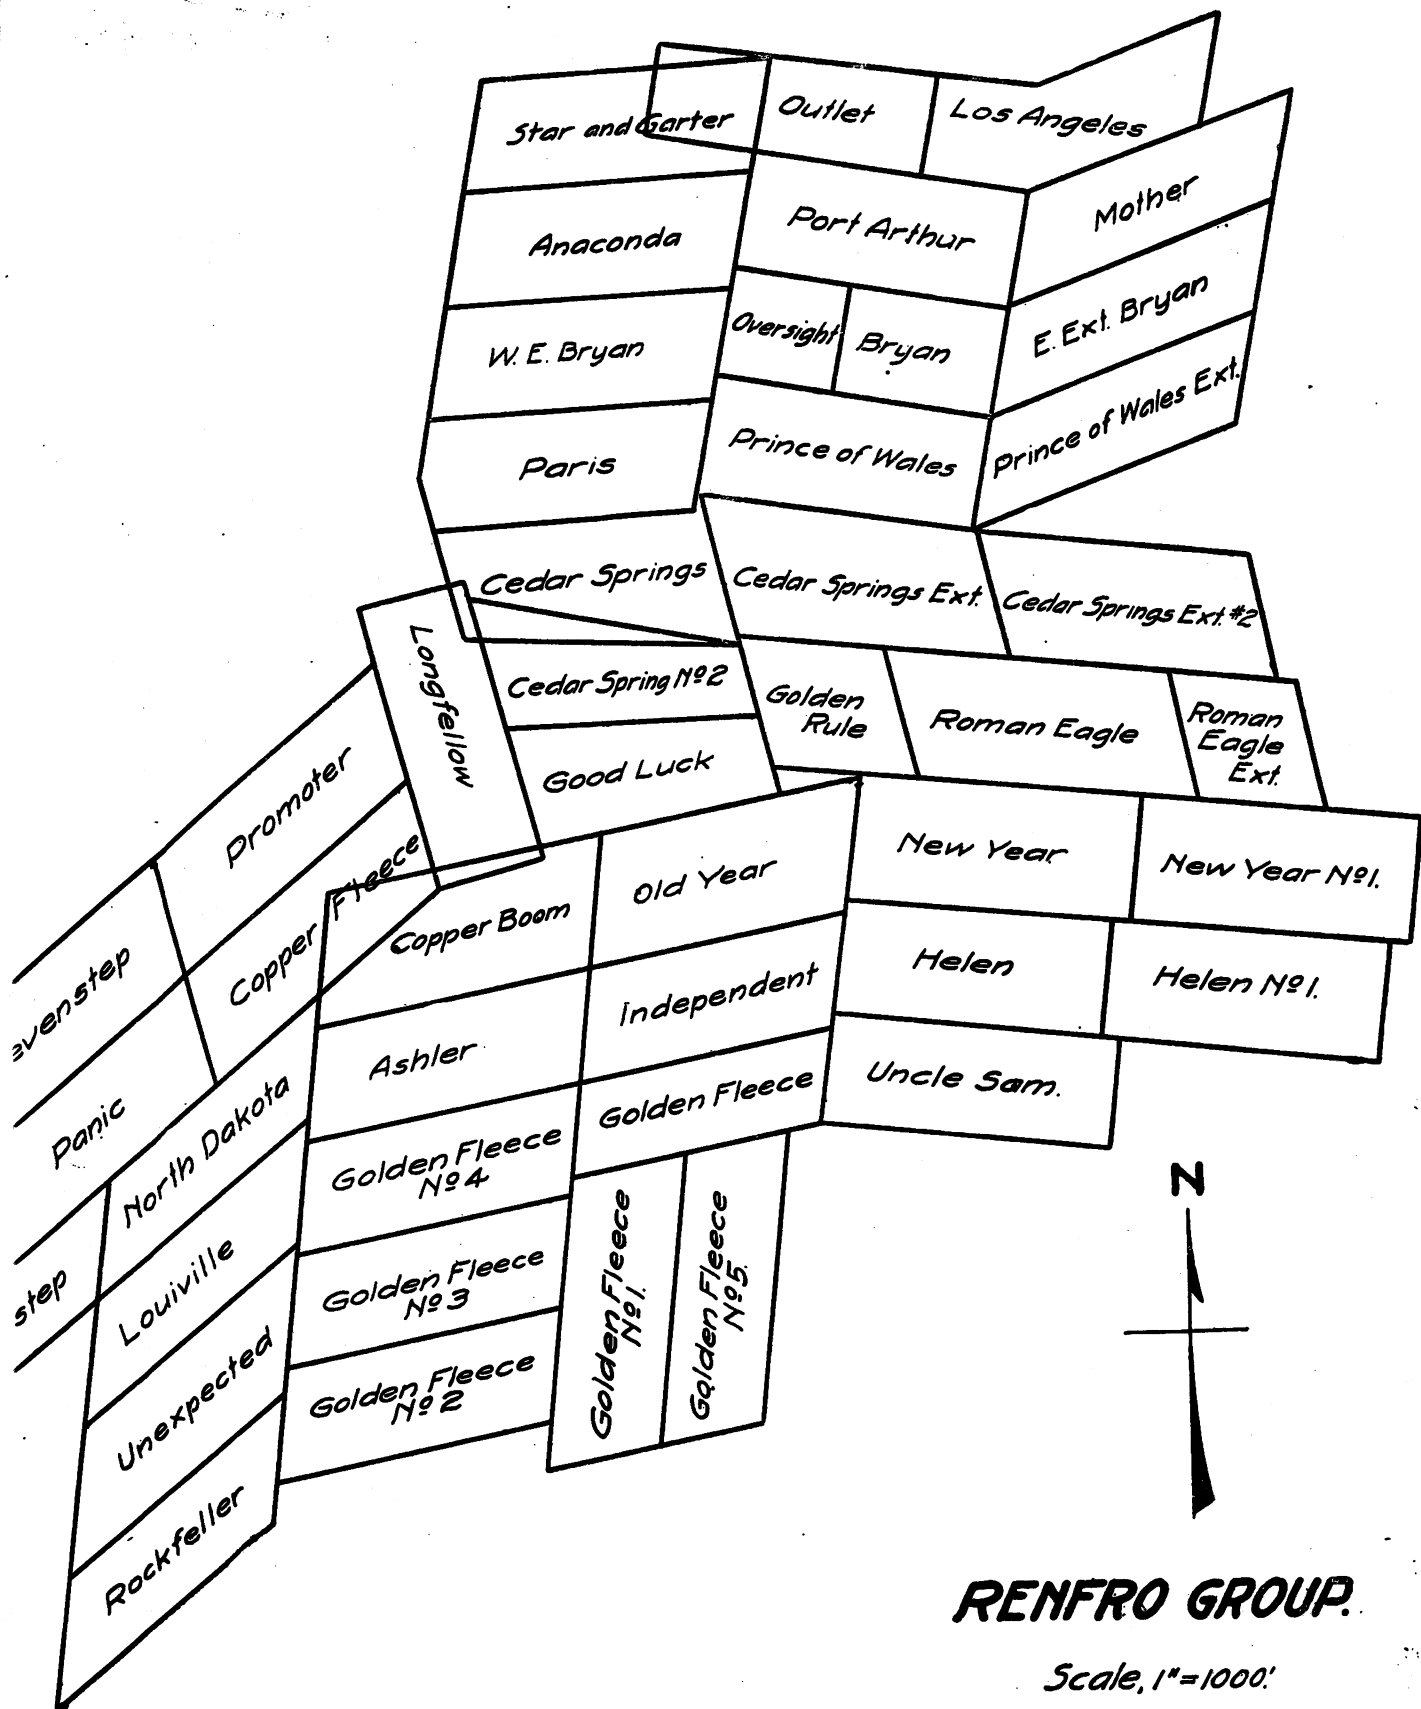 Star and Garter
Outlet
Los Angeles
Anaconda
Port Arthur
Mother
W. E. Bryan
Oversight
Bryan
E. Ext. Bryan
Paris
Prince of Wales
Prince of Wales Ext.
Cedar Springs
Cedar Springs Ext.
Cedar Springs Ext. #2
Longfellow
Cedar Spring Nº 2
Golden
Rule
Roman Eagle
Roman
Eagle
Ext.
Good Luck
Promoter
Copper Fleece
Copper Boom
Old Year
New Year
New Year Nº 1.
evenstep
Ashler
Independent
Helen
Helen Nº 1.
Panic
North Dakota
Golden Fleece
Nº 4
Golden Fleece
Uncle Sam.
step
Louiville
Golden Fleece
Nº 3
Golden Fleece
Nº 1.
Golden Fleece
Nº 5.
Unexpected
Golden Fleece
Nº 2
Rockfeller
N
RENFRO GROUP.
Scale, 1"=1000'.